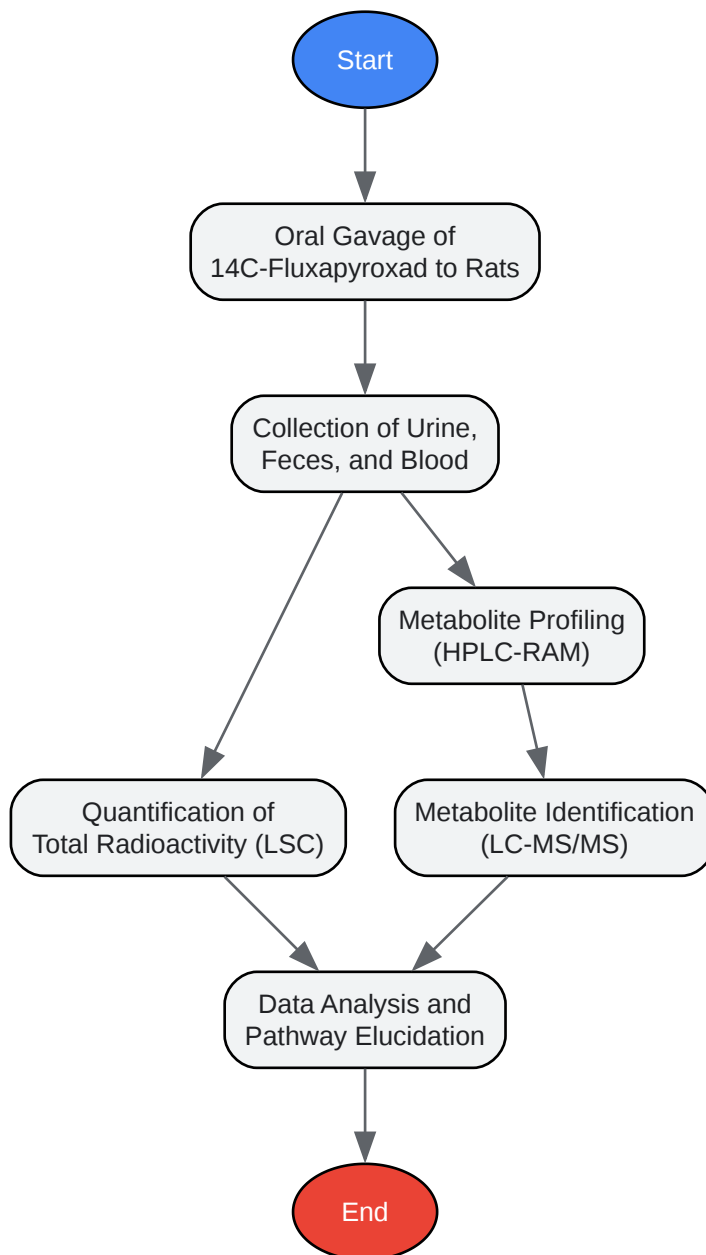 Start
Oral Gavage of
14C-Fluxapyroxad to Rats
Collection of Urine,
Feces, and Blood
Metabolite Profiling
(HPLC-RAM)
Quantification of
Total Radioactivity (LSC)
Metabolite Identification
(LC-MS/MS)
Data Analysis and
Pathway Elucidation
End